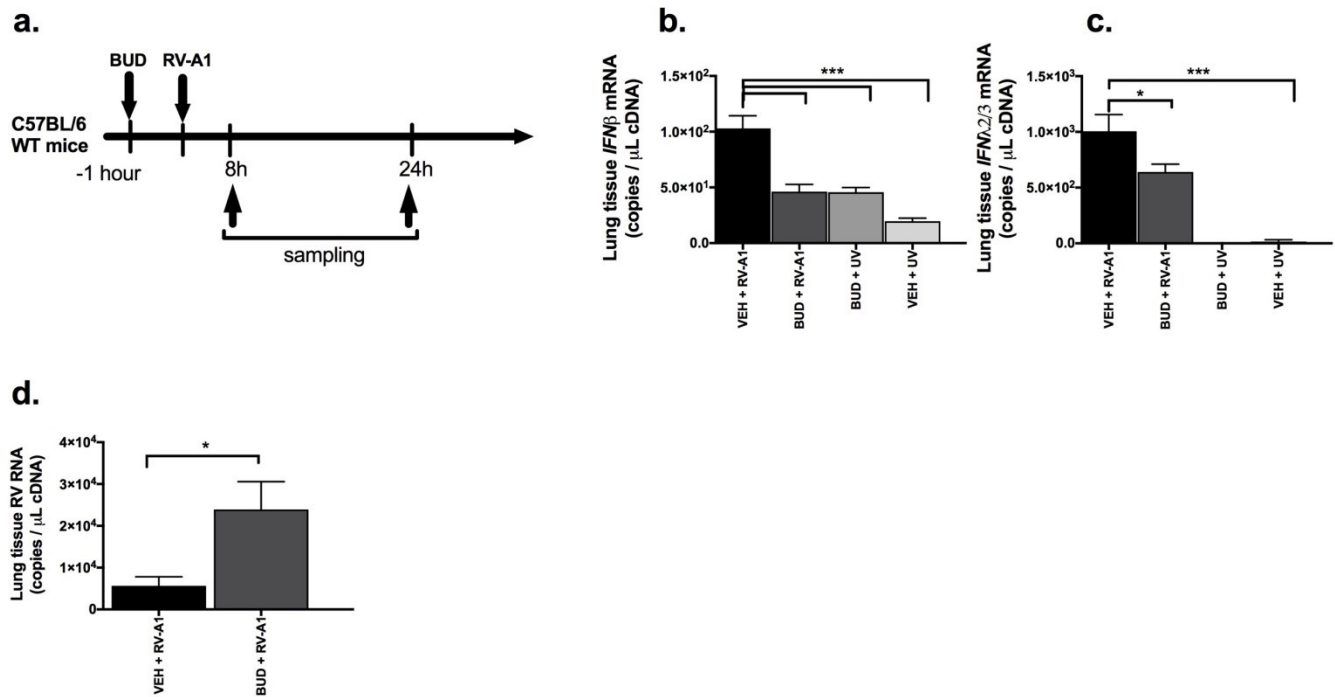 a.
BUD
RV-A1
C57BL/6
WT mice
-1 hour
8h
24h
sampling
b.
Lung tissue IFNβ mRNA
(copies / µL cDNA)
1.5×10²
1.0×10²
5.0×10¹
0.0
***
VEH + RV-A1
BUD + RV-A1
BUD + UV
VEH + UV
c.
Lung tissue IFNλ2/3 mRNA
(copies / µL cDNA)
1.5×10³
1.0×10³
5.0×10²
0.0
***
*
VEH + RV-A1
BUD + RV-A1
BUD + UV
VEH + UV
d.
Lung tissue RV RNA
(copies / µL cDNA)
4×10⁴
3×10⁴
2×10⁴
1×10⁴
0
*
VEH + RV-A1
BUD + RV-A1